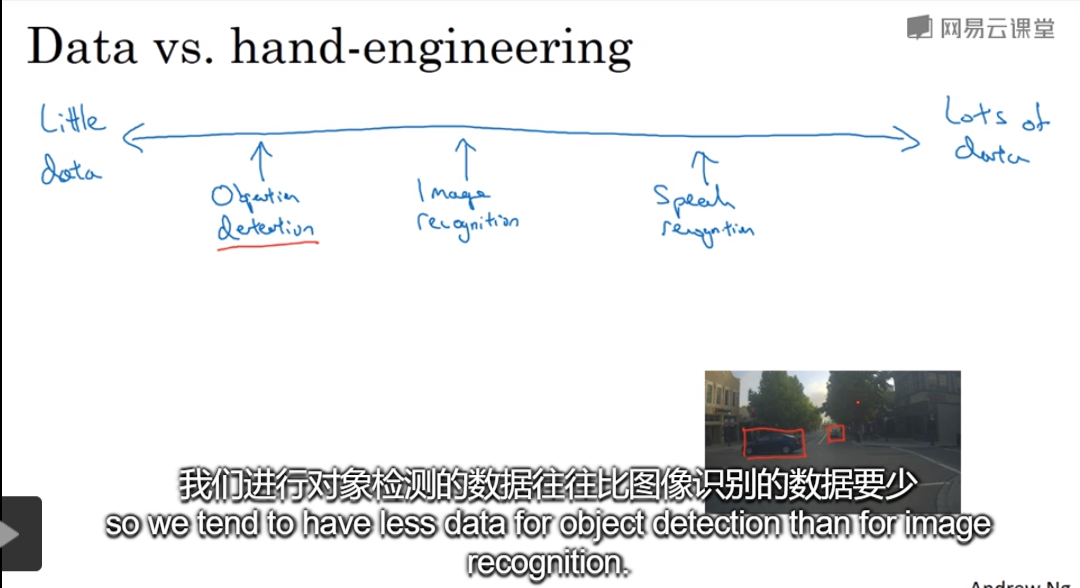 网易云课堂
Data vs. hand-engineering
Little
data
Lots of
data
Image
recognition
Speech
detection
我们进行对象检测的数据往往比图像识别的数据要少
so we tend to have less data for object detection than for image
recognition.
Andrew Ng